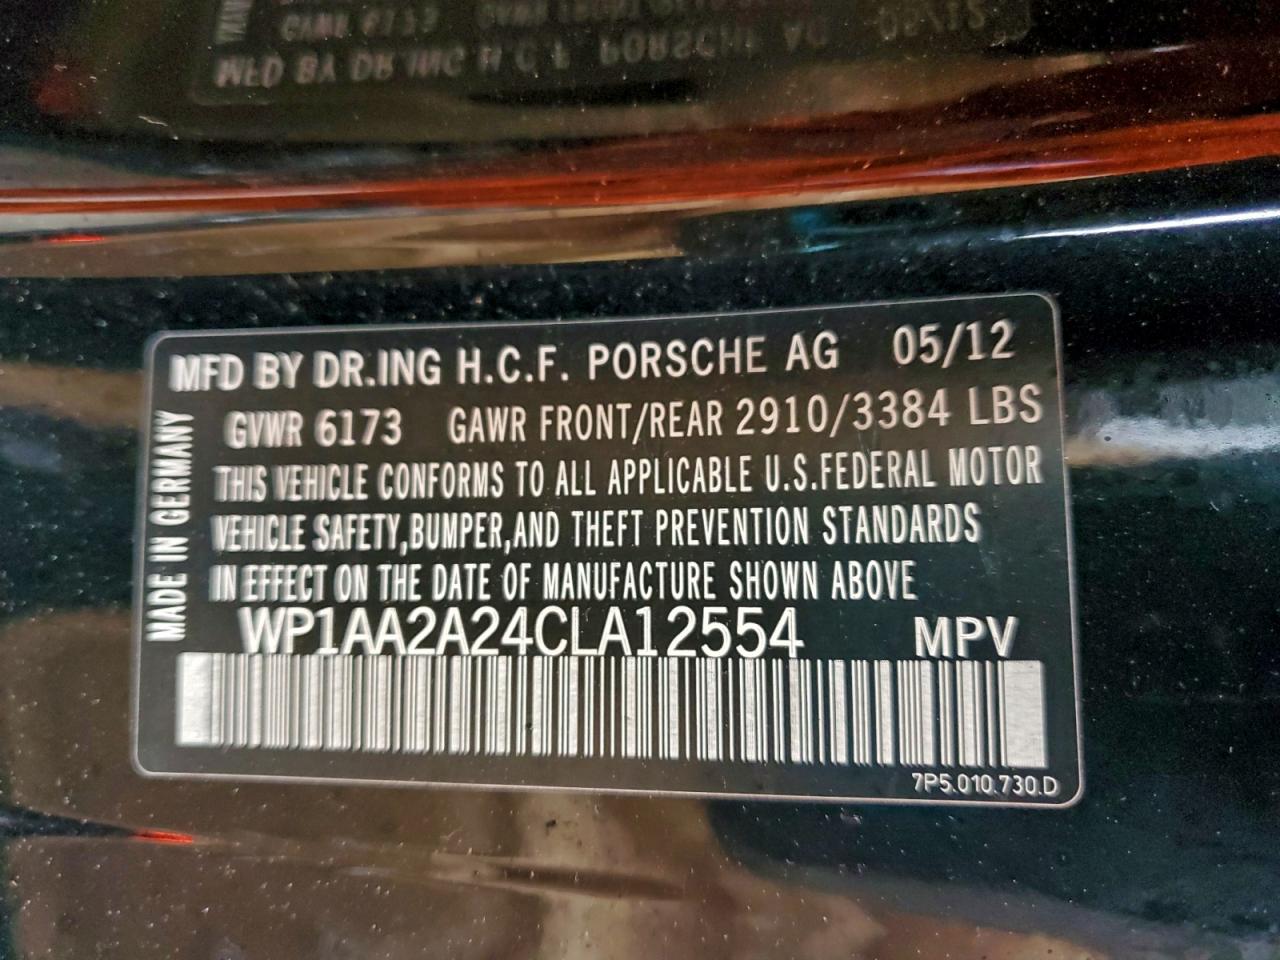 MFD BY DR.ING H.C.F. PORSCHE AG 05/12
GVWR 6173 GAWR FRONT/REAR 2910/3384 LBS
THIS VEHICLE CONFORMS TO ALL APPLICABLE U.S.FEDERAL MOTOR
VEHICLE SAFETY,BUMPER,AND THEFT PREVENTION STANDARDS
IN EFFECT ON THE DATE OF MANUFACTURE SHOWN ABOVE
WP1AA2A24CLA12554 MPV
7P5.010.730.D
MADE IN GERMANY